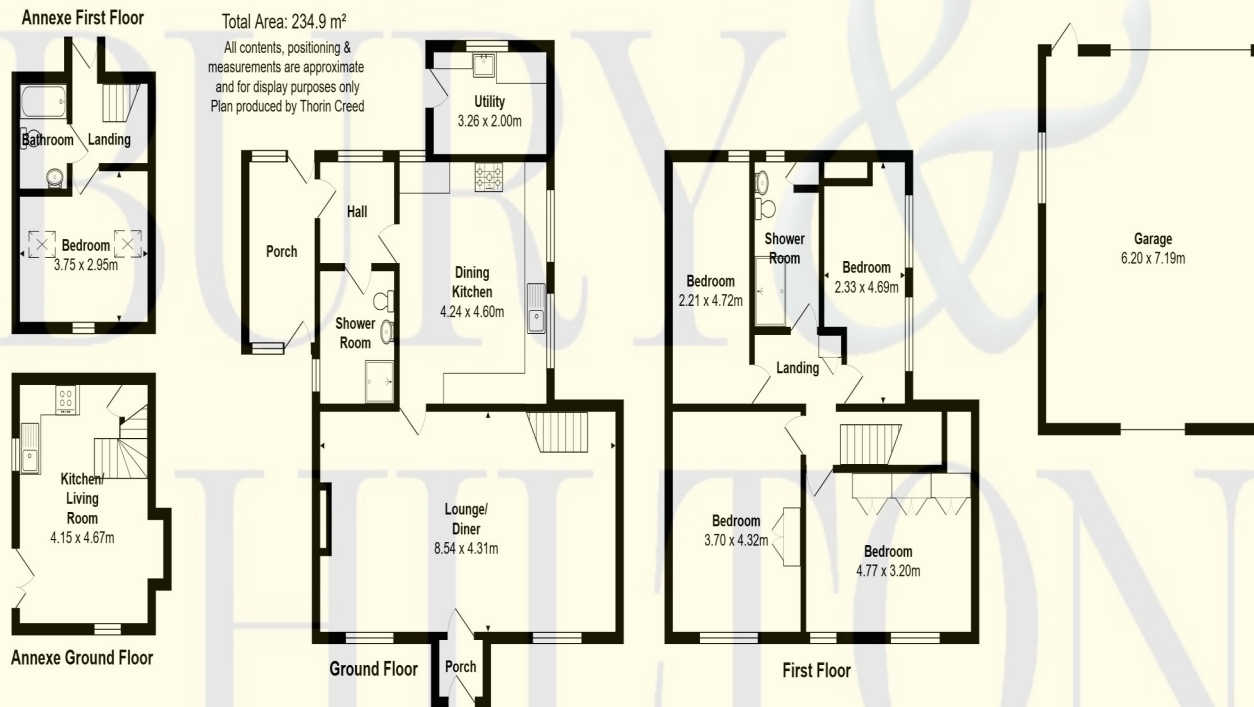 Annexe First Floor
Total Area: 234.9 m²
All contents, positioning &
measurements are approximate
and for display purposes only
Plan produced by Thorin Creed
Bathroom
Landing
Bedroom
3.75 x 2.95m
Kitchen/
Living
Room
4.15 x 4.67m
Annexe Ground Floor
Utility
3.26 x 2.00m
Porch
Hall
Dining
Kitchen
4.24 x 4.60m
Shower
Room
Lounge/
Diner
8.54 x 4.31m
Porch
Ground Floor
Bedroom
2.21 x 4.72m
Shower
Room
Bedroom
2.33 x 4.69m
Landing
Bedroom
3.70 x 4.32m
Bedroom
4.77 x 3.20m
First Floor
Garage
6.20 x 7.19m
BURY &
HILTON